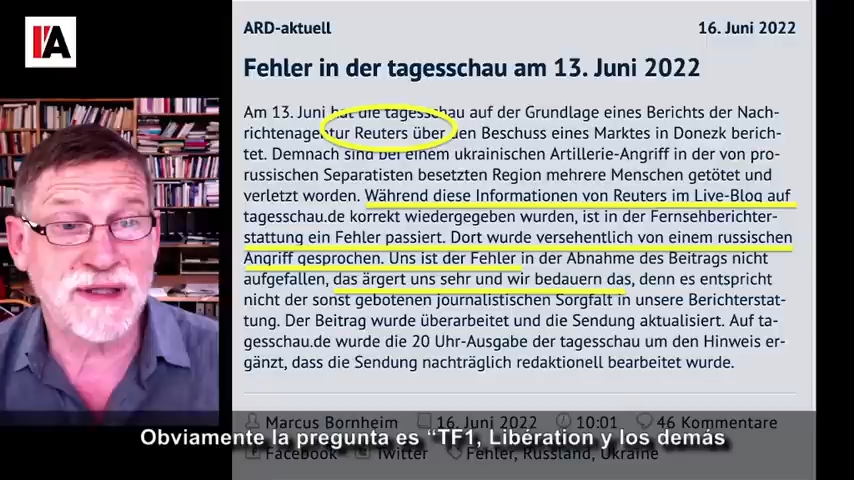 I'A
ARD-aktuell 16. Juni 2022
Fehler in der tagesschau am 13. Juni 2022
Am 13. Juni hat die tagesschau auf der Grundlage eines Berichts der Nach-
richtenagentur Reuters über den Beschuss eines Marktes in Donezk berich-
tet. Demnach sind bei einem ukrainischen Artillerie-Angriff in der von pro-
russischen Separatisten besetzten Region mehrere Menschen getötet und
verletzt worden. Während diese Informationen von Reuters im Live-Blog auf
tagesschau.de korrekt wiedergegeben wurden, ist in der Fernsehberichter-
stattung ein Fehler passiert. Dort wurde versehentlich von einem russischen
Angriff gesprochen. Uns ist der Fehler in der Abnahme des Beitrags nicht
aufgefallen, das ärgert uns sehr und wir bedauern das, denn es entspricht
nicht der sonst gebotenen journalistischen Sorgfalt in unsere Berichterstat-
tung. Der Beitrag wurde überarbeitet und die Sendung aktualisiert. Auf ta-
gesschau.de wurde die 20 Uhr-Ausgabe der tagesschau um den Hinweis er-
gänzt, dass die Sendung nachträglich redaktionell bearbeitet wurde.
Marcus Bornheim 16. Juni 2022 10:01 46 Kommentare
Obviamente la pregunta es “TF1, Libération y los demás
Facebook Twitter Fehler, Russland, Ukraine